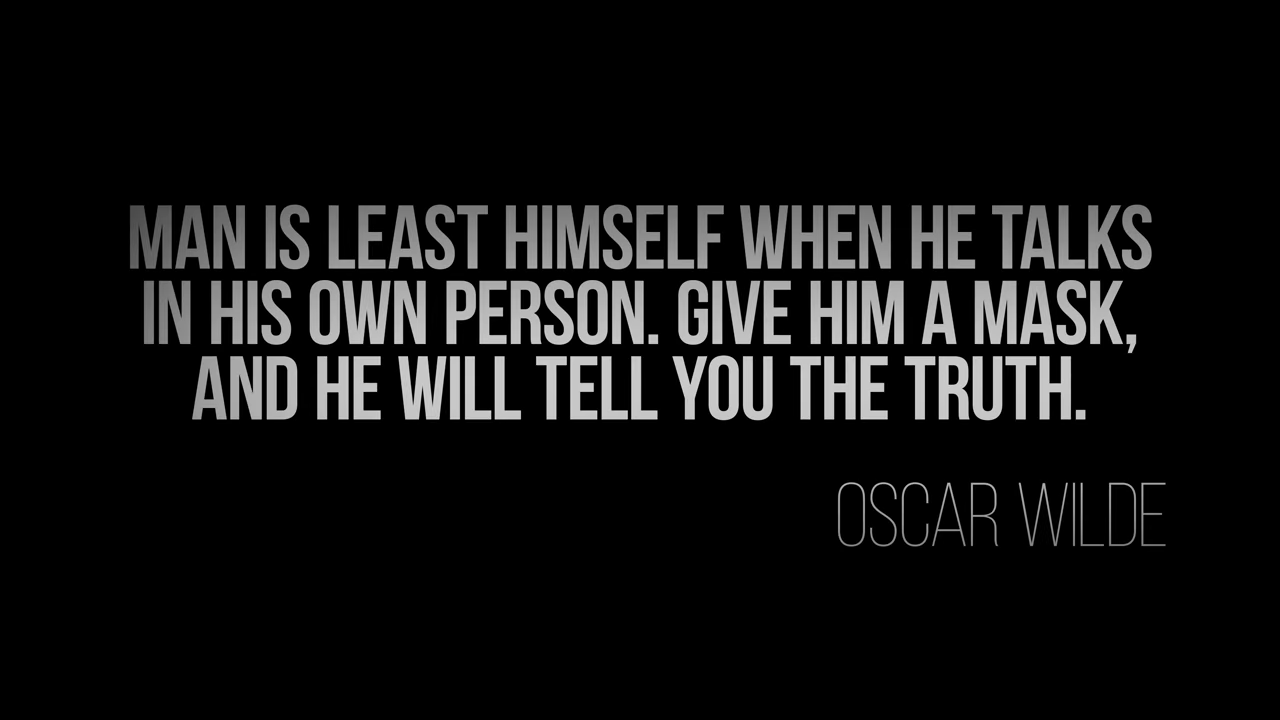 MAN IS LEAST HIMSELF WHEN HE TALKS
IN HIS OWN PERSON. GIVE HIM A MASK,
AND HE WILL TELL YOU THE TRUTH.
OSCAR WILDE